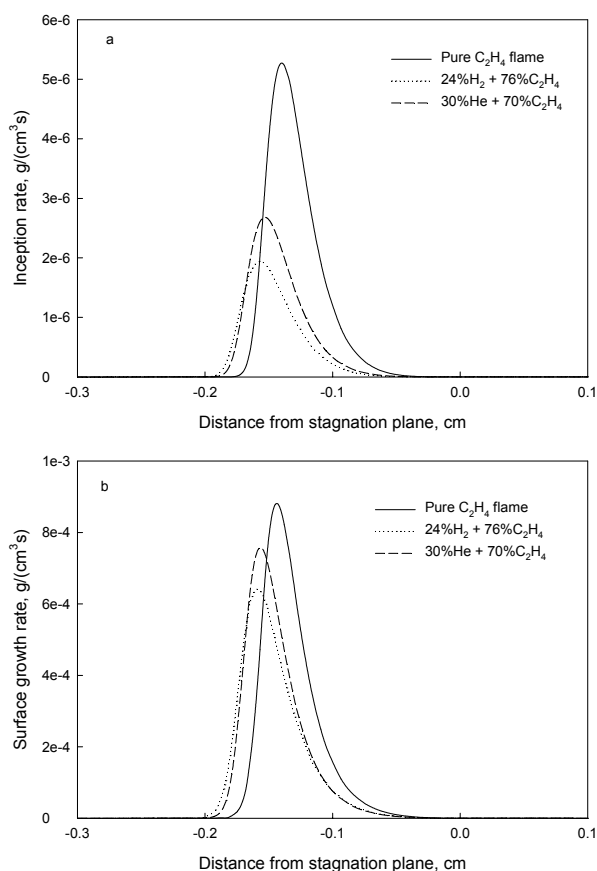 a
6e-6
5e-6
4e-6
3e-6
2e-6
1e-6
0
Inception rate, g/(cm³s)
Pure C₂H₄ flame
24%H₂ + 76%C₂H₄
30%He + 70%C₂H₄
-0.3 -0.2 -0.1 0.0 0.1
Distance from stagnation plane, cm
b
1e-3
8e-4
6e-4
4e-4
2e-4
0
Surface growth rate, g/(cm³s)
Pure C₂H₄ flame
24%H₂ + 76%C₂H₄
30%He + 70%C₂H₄
-0.3 -0.2 -0.1 0.0 0.1
Distance from stagnation plane, cm